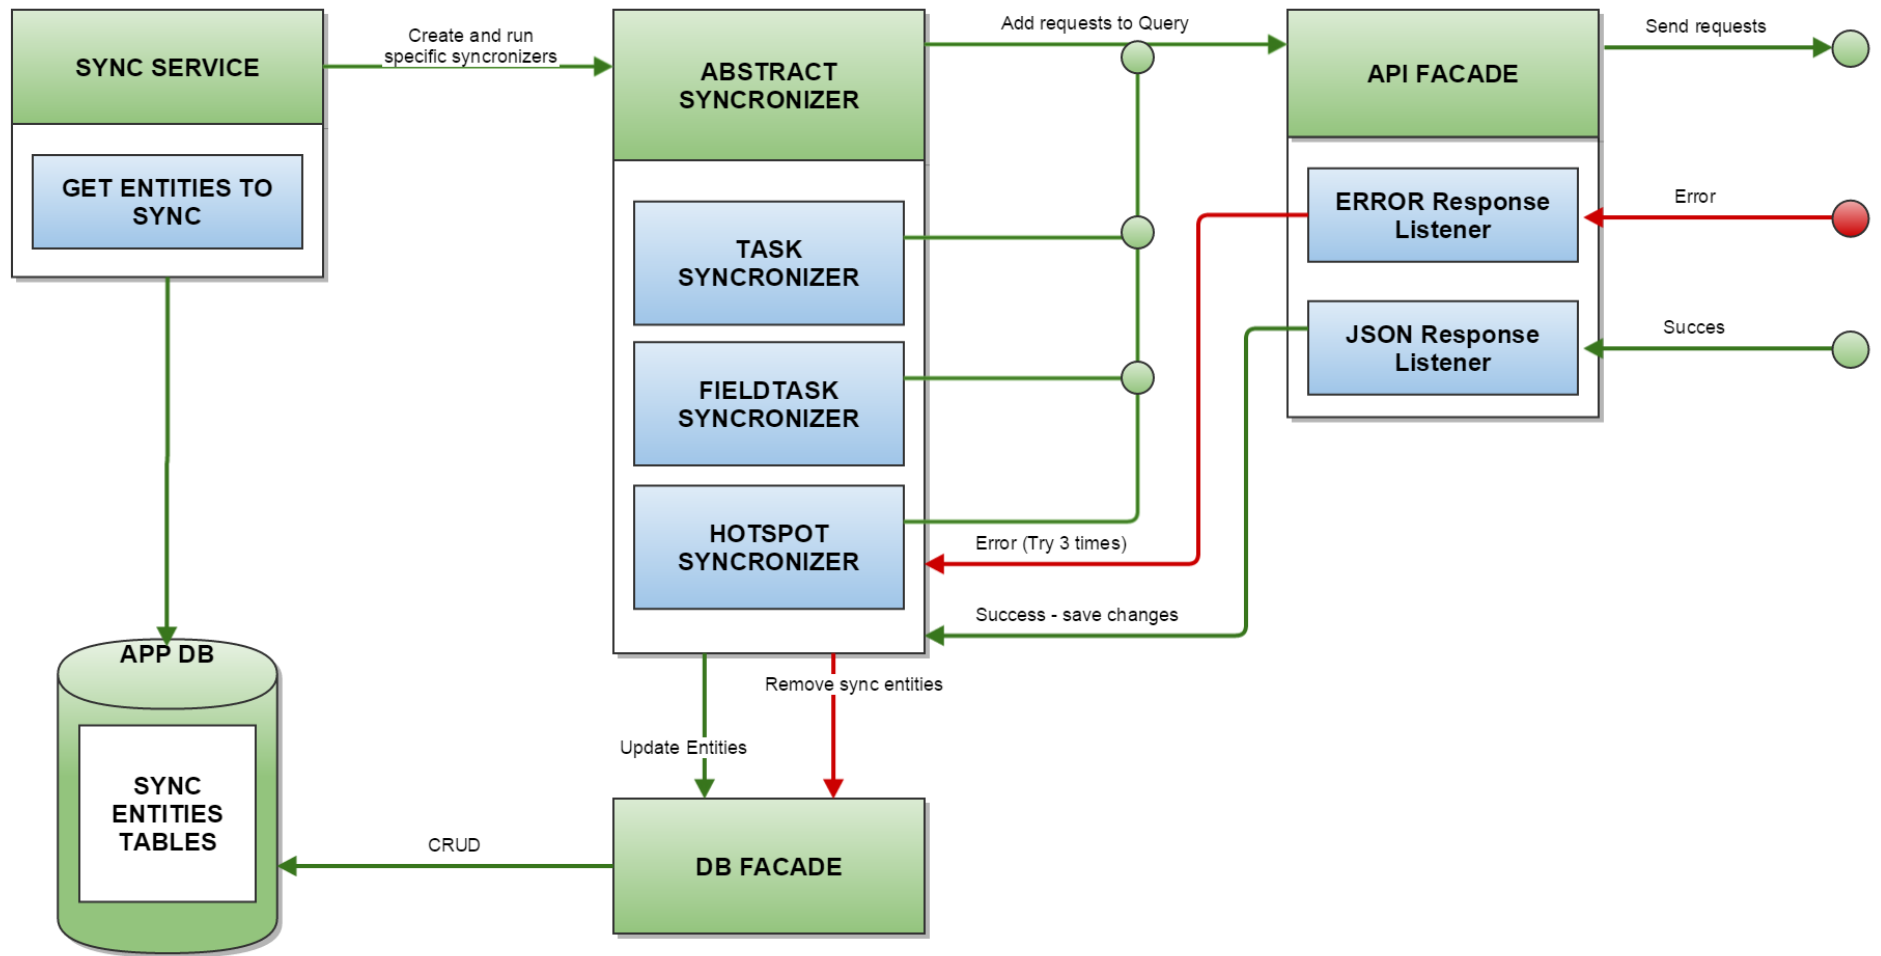 SYNC SERVICE
GET ENTITIES TO
SYNC
Create and run
specific syncronizers
ABSTRACT
SYNCRONIZER
TASK
SYNCRONIZER
FIELDTASK
SYNCRONIZER
HOTSPOT
SYNCRONIZER
Add requests to Query
API FACADE
ERROR Response
Listener
JSON Response
Listener
Send requests
Error
Succes
Error (Try 3 times)
Success - save changes
Remove sync entities
Update Entities
APP DB
SYNC
ENTITIES
TABLES
CRUD
DB FACADE